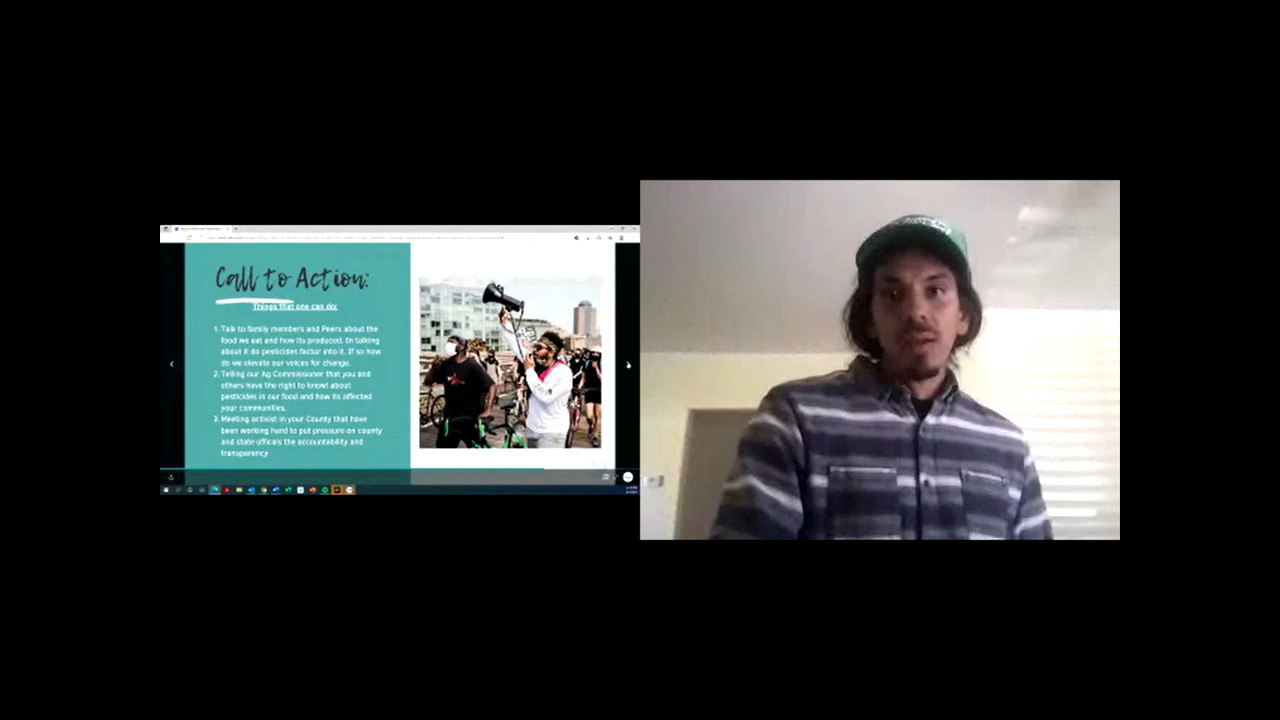 Call to Action:
Things that one can do:
1. Talk to family members and Peers about the
food we eat and how its produced. In talking
about it do pesticides factor into it. If so how
do we elevate our voices for change.
2. Telling our Ag Commissioner that you and
others have the right to know about
pesticides in our food and how its affected
your communities.
3. Meeting activist in your County that have
been working hard to put pressure on county
and state officals the accountability and
transparency